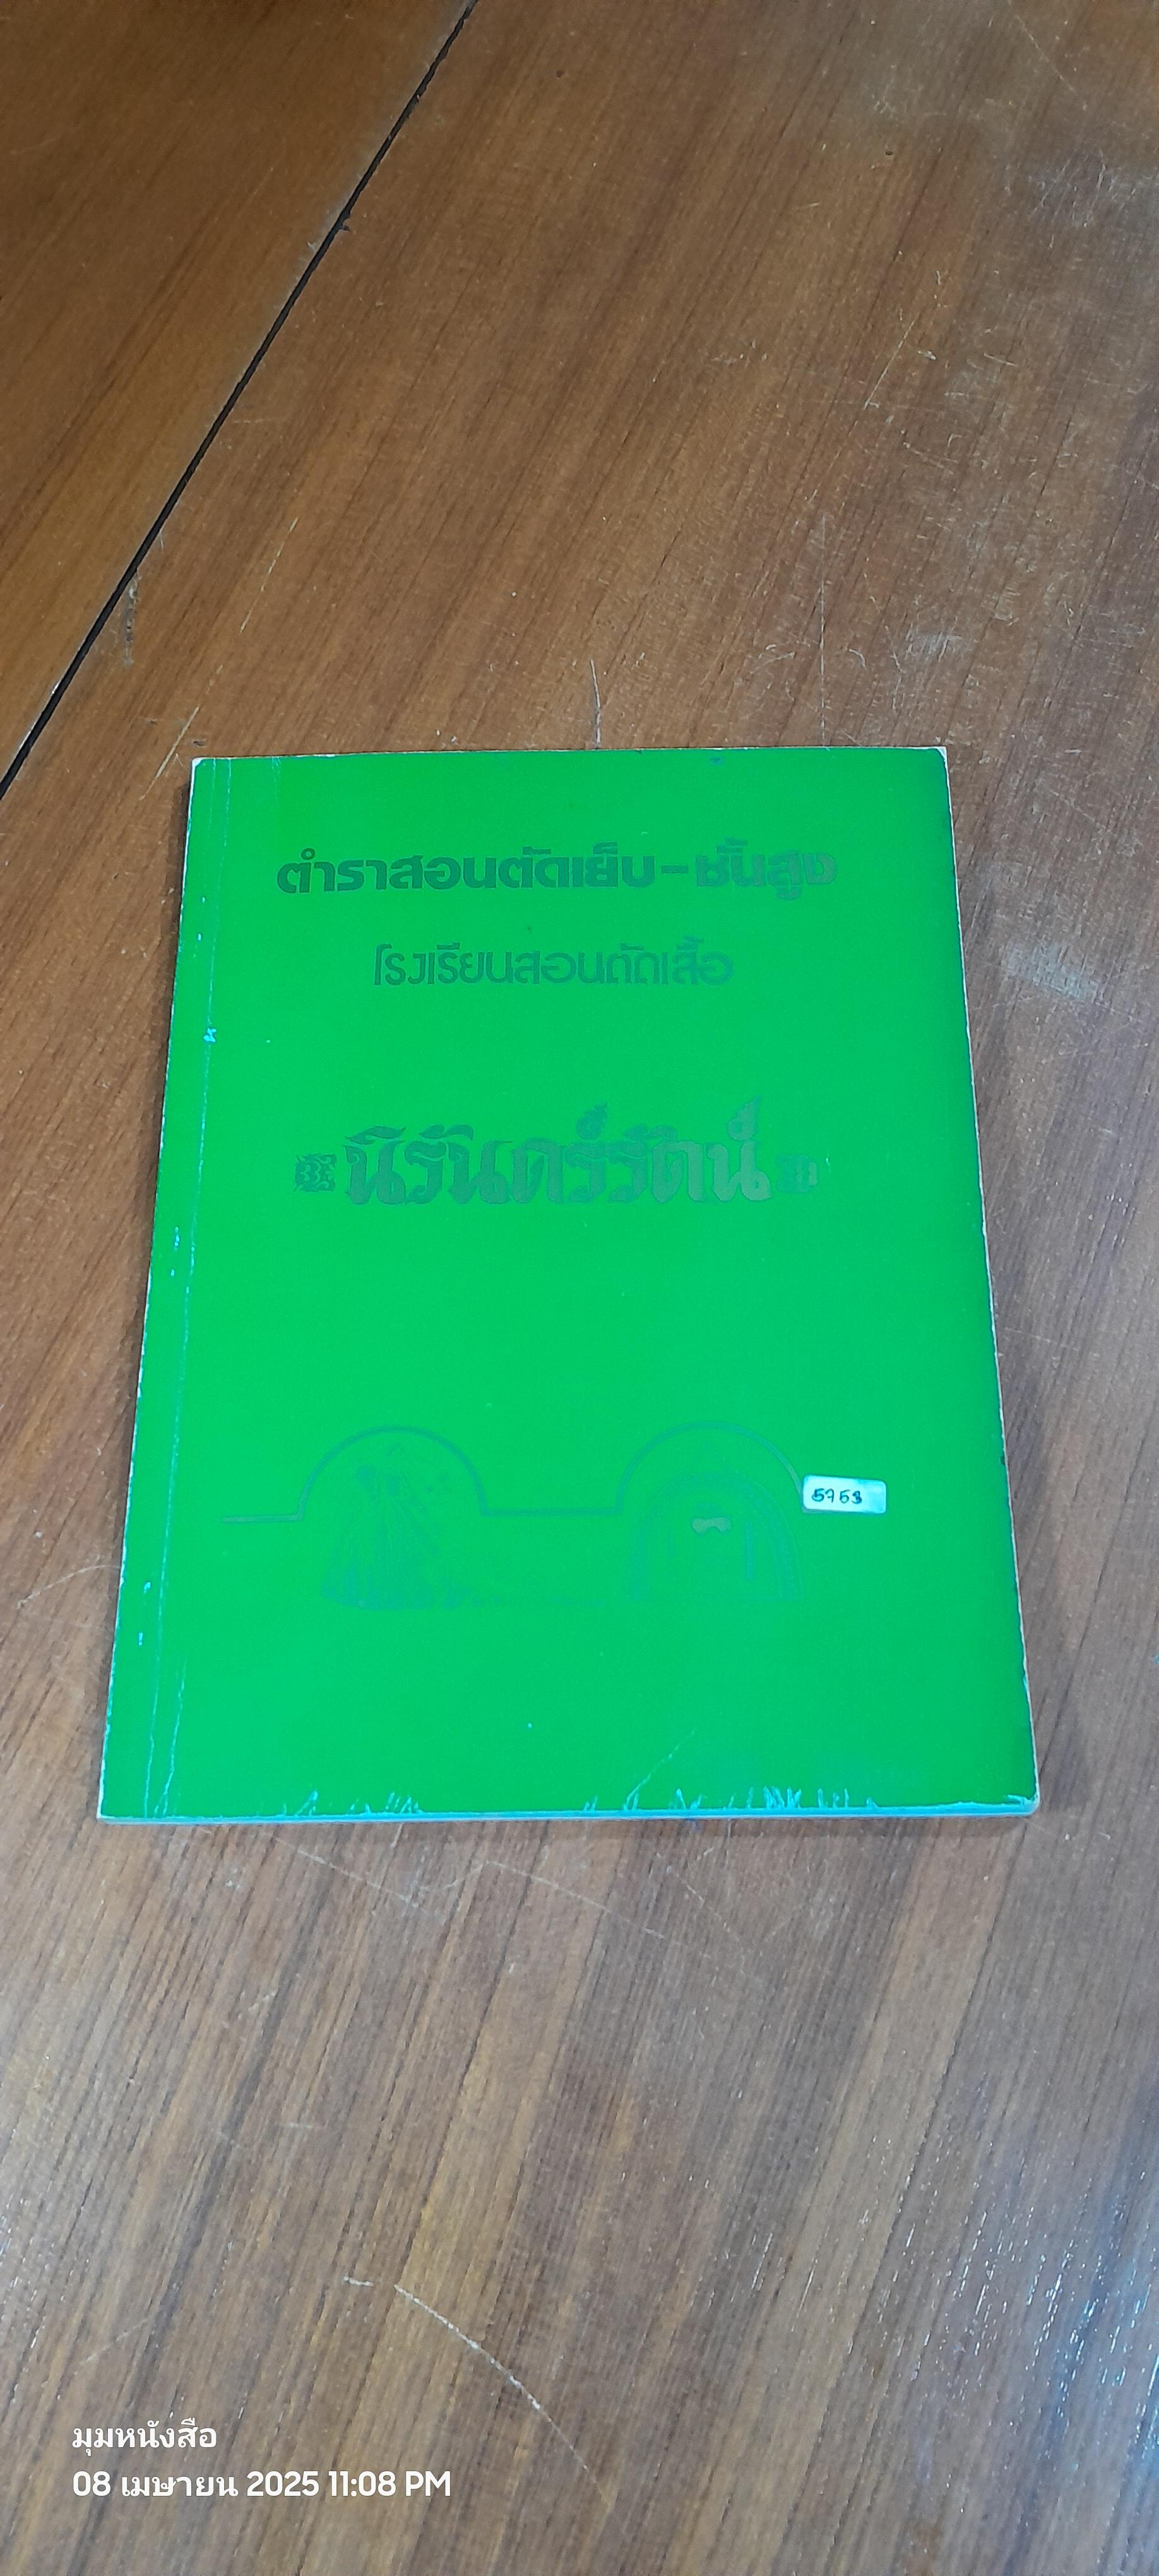 ตำราสอนตัดเย็บ-ชั้นสูง
โรงเรียนสอนตัดเสื้อ
นิรันดร์รัตน์
5753
มุมหนังสือ
08 เมษายน 2025 11:08 PM